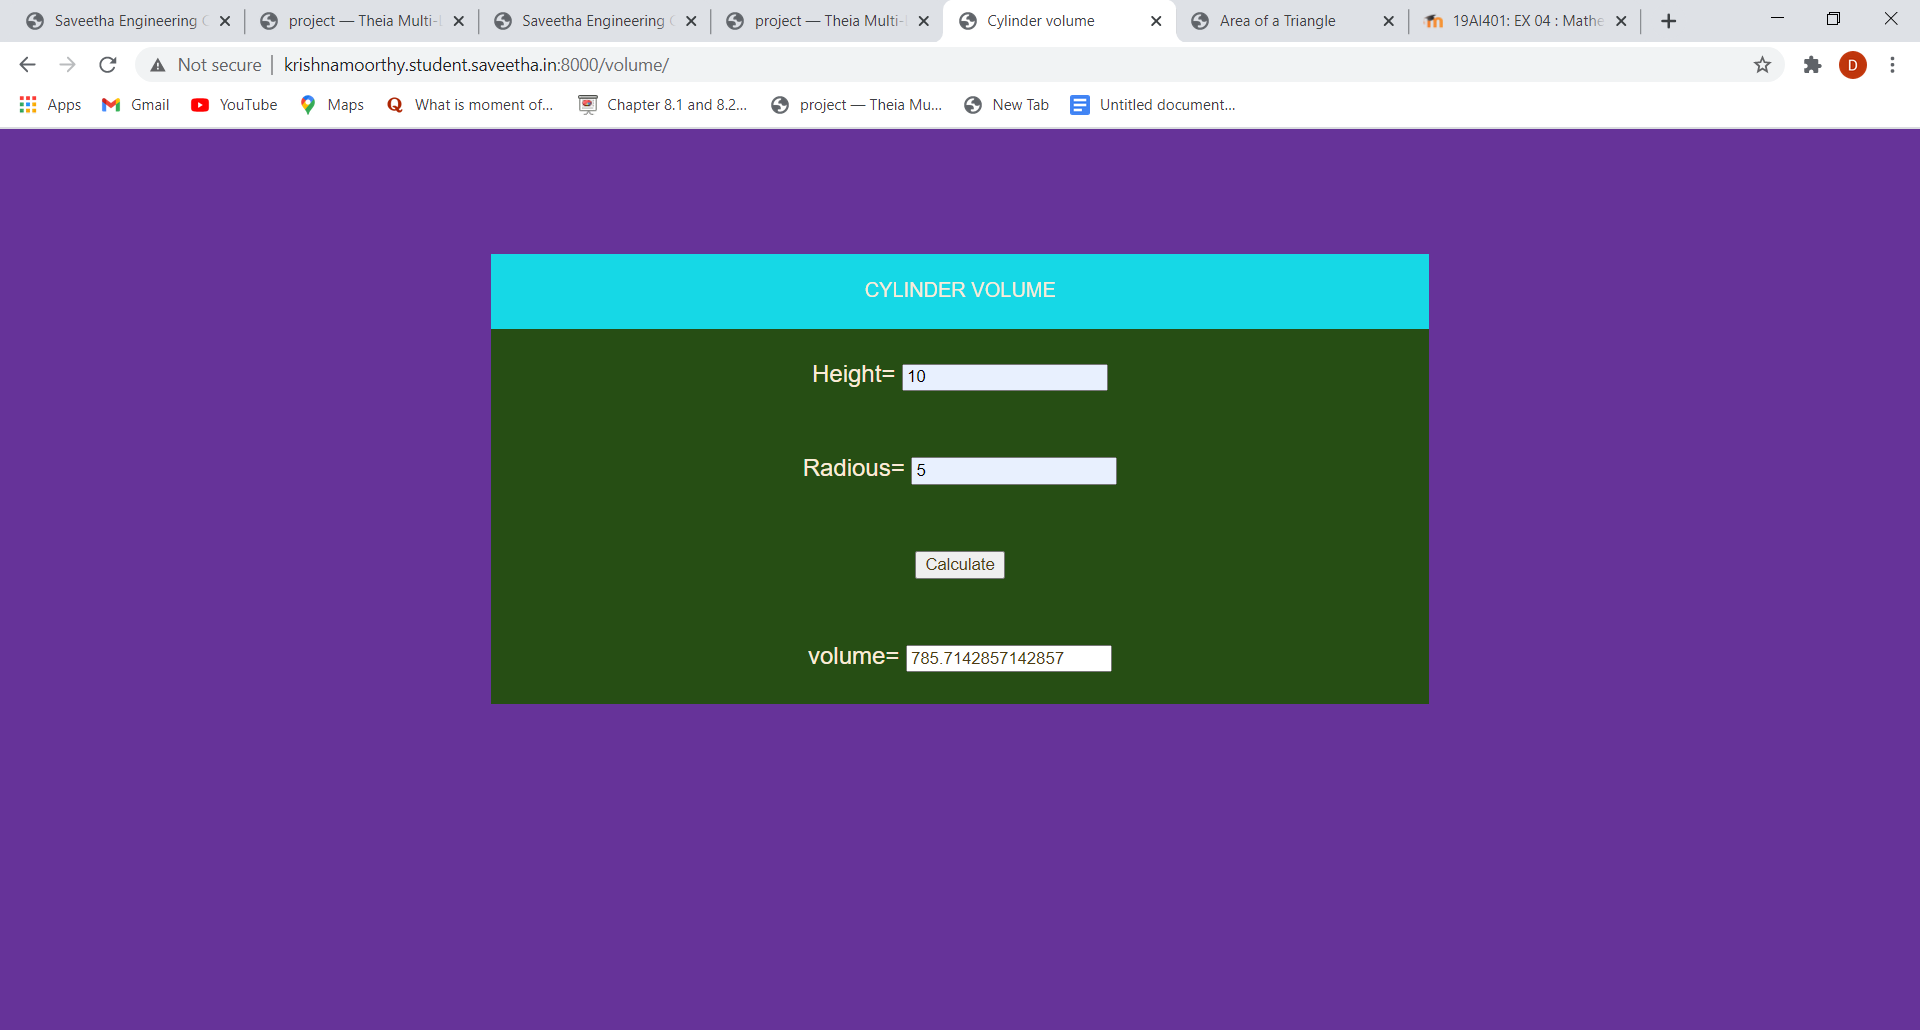 Saveetha Engineering
project — Theia Multi-
Saveetha Engineering
project — Theia Multi-
Cylinder volume
Area of a Triangle
19AI401: EX 04 : Mathe
Not secure
krishnamoorthy.student.saveetha.in:8000/volume/
D
Apps
Gmail
YouTube
Maps
What is moment of...
Chapter 8.1 and 8.2...
project — Theia Mu...
New Tab
Untitled document...
CYLINDER VOLUME
Height= 10
Radious= 5
Calculate
volume= 785.7142857142857